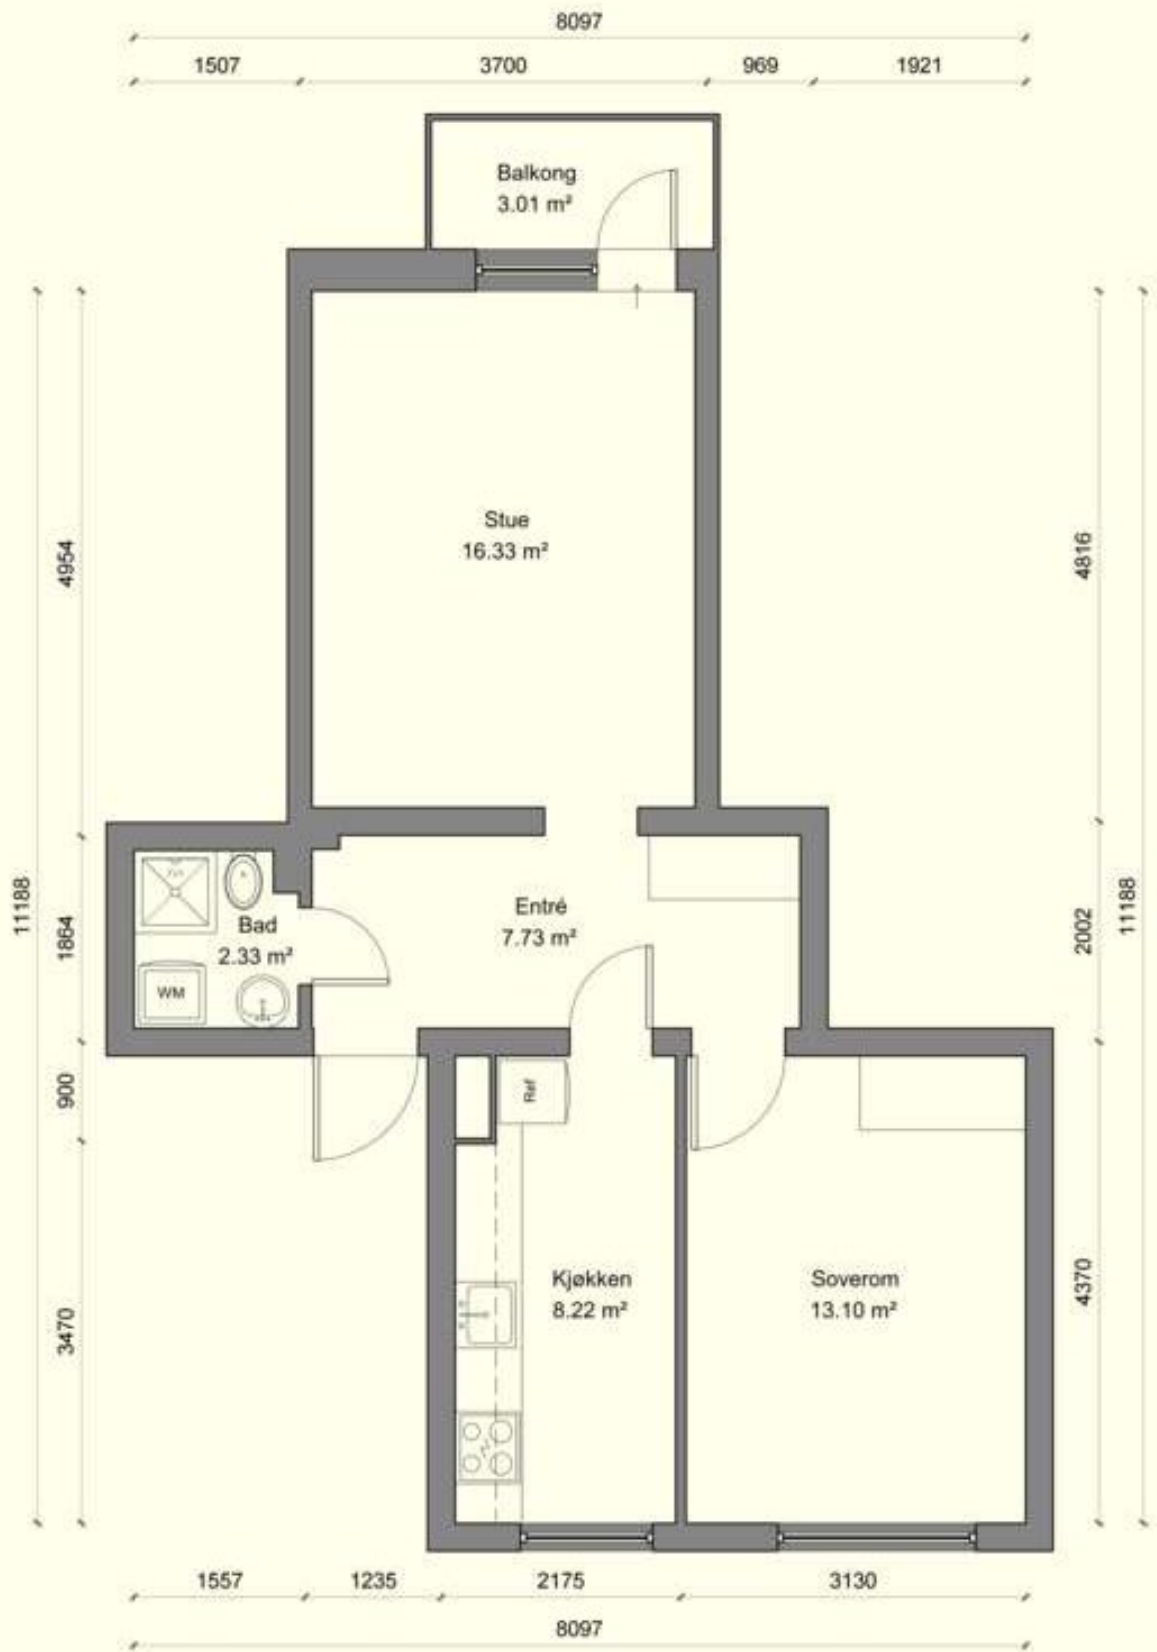 8097
1507 3700 969 1921
Balkong
3.01 m²
Stue
16.33 m²
4954
4816
11188
11188
1864
2002
Bad
2.33 m²
WM
Entré
7.73 m²
900
Ref
3470
4370
Kjøkken
8.22 m²
Soverom
13.10 m²
1557 1235 2175 3130
8097